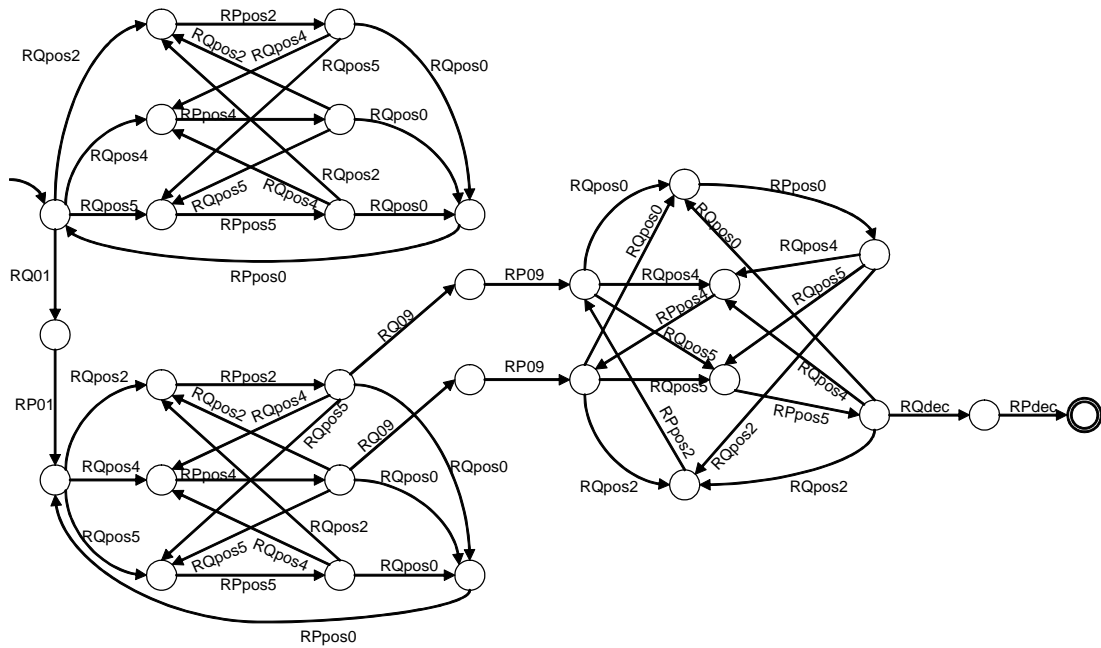 RPpos2
RQpos2
RQpos4
RQpos2
RQpos5
RQpos0
RPpos4
RQpos0
RQpos4
RQpos2
RQpos5
RQpos4
RQpos5
RPpos5
RQpos0
RPpos0
RQ01
RP01
RQpos0
RPpos0
RQpos0
RQpos0
RQpos4
RQpos5
RP09
RQpos4
RPpos4
RQpos5
RQ09
RP09
RQpos5
RQpos4
RPpos5
RQdec
RPdec
RPpos2
RQpos2
RQpos2
RQpos2
RQpos2
RPpos2
RQpos2
RQpos4
RQpos5
RQ09
RQpos4
RPpos4
RQpos0
RQpos0
RQpos5
RQpos2
RQpos5
RQpos4
RPpos5
RQpos0
RPpos0